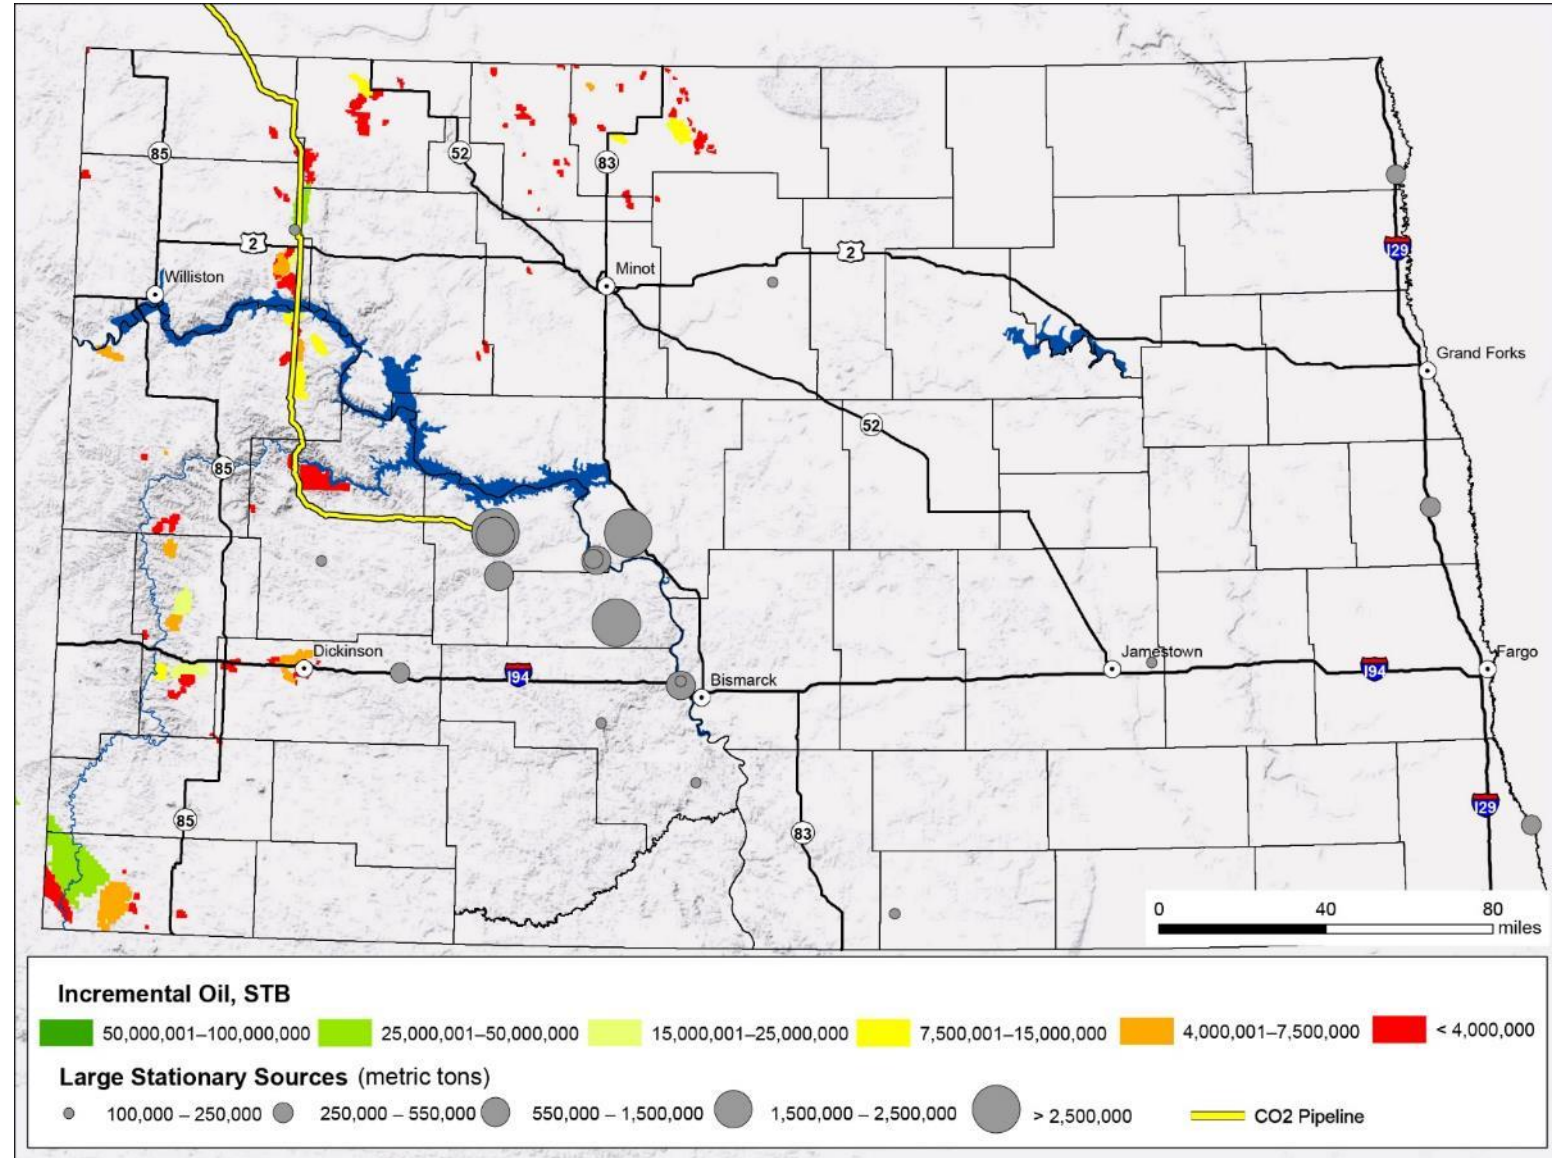 85
52
83
2
2
I29
Williston
Minot
Grand Forks
52
85
Dickinson
I94
Bismarck
Jamestown
I94
Fargo
85
83
I29
0 40 80
miles
Incremental Oil, STB
50,000,001–100,000,000 25,000,001–50,000,000 15,000,001–25,000,000 7,500,001–15,000,000 4,000,001–7,500,000 < 4,000,000
Large Stationary Sources (metric tons)
100,000 – 250,000 250,000 – 550,000 550,000 – 1,500,000 1,500,000 – 2,500,000 > 2,500,000 CO2 Pipeline